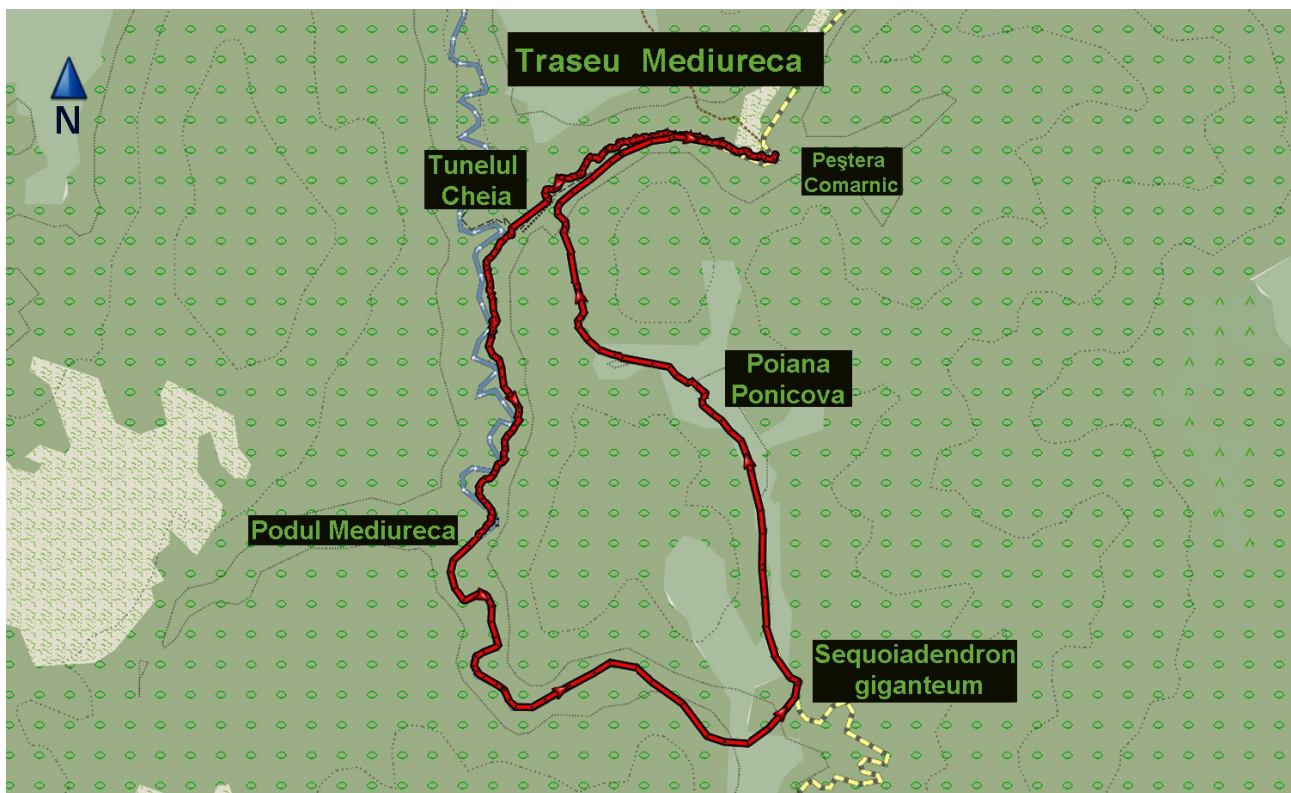 Traseu Mediureca
N
Tunelul
Cheia
Peştera
Comarnic
Poiana
Ponicova
Podul Mediureca
Sequoiadendron
giganteum